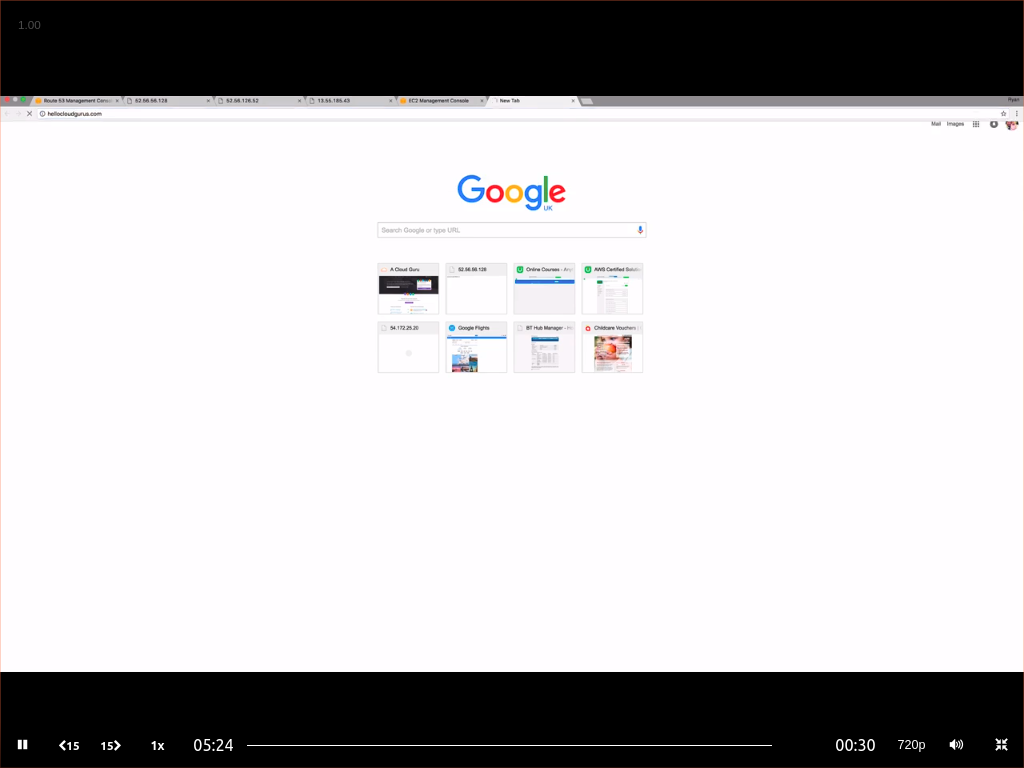 1.00
Route 53 Management Conso
52.56.56.128
52.56.126.52
13.55.185.43
EC2 Management Console
New Tab
Ryan
hellocloudgurus.com
Mail Images
Google
UK
Search Google or type URL
A Cloud Guru
52.56.56.128
Online Courses - Any
AWS Certified Solutio
54.172.25.20
Google Flights
BT Hub Manager - Ho
Childcare Vouchers |
15
15
1x
05:24
00:30
720p